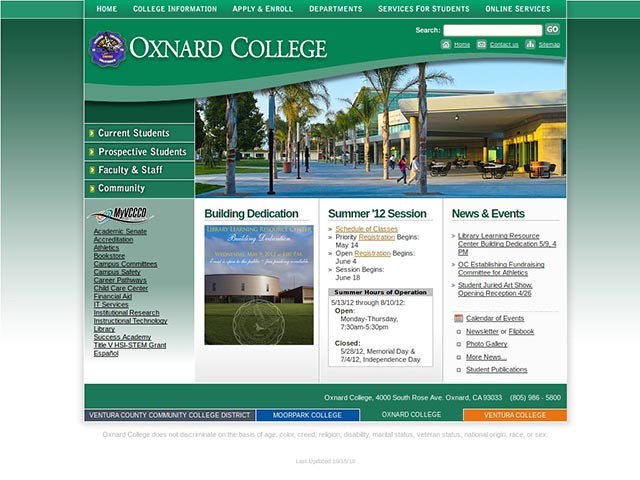 HOME COLLEGE INFORMATION APPLY & ENROLL DEPARTMENTS SERVICES FOR STUDENTS ONLINE SERVICES
Search: GO
Home Contact us Sitemap
OXNARD COLLEGE
Current Students
Prospective Students
Faculty & Staff
Community
MyVCCCD
Academic Senate
Accreditation
Athletics
Bookstore
Campus Committees
Campus Safety
Career Pathways
Child Care Center
Financial Aid
IT Services
Institutional Research
Instructional Technology
Library
Success Academy
Title V HSI-STEM Grant
Español
Building Dedication
LIBRARY LEARNING RESOURCE CENTER
Building Dedication
WEDNESDAY, MAY 9, 2012 4:00 P.M.
Event is open to the public - free parking available
Summer '12 Session
» Schedule of Classes
» Priority Registration Begins:
May 14
» Open Registration Begins:
June 4
» Session Begins:
June 18
Summer Hours of Operation
5/13/12 through 8/10/12:
Open:
Monday-Thursday,
7:30am-5:30pm
Closed:
5/28/12, Memorial Day &
7/4/12, Independence Day
News & Events
» Library Learning Resource
Center Building Dedication 5/9, 4
PM
» OC Establishing Fundraising
Committee for Athletics
» Student Juried Art Show,
Opening Reception 4/26
Calendar of Events
Newsletter or Flipbook
Photo Gallery
More News...
Student Publications
Oxnard College, 4000 South Rose Ave. Oxnard, CA 93033 (805) 986 - 5800
VENTURA COUNTY COMMUNITY COLLEGE DISTRICT MOORPARK COLLEGE OXNARD COLLEGE VENTURA COLLEGE
Oxnard College does not discriminate on the basis of age, color, creed, religion, disability, marital status, veteran status, national origin, race, or sex.
Last Updated 10/19/10